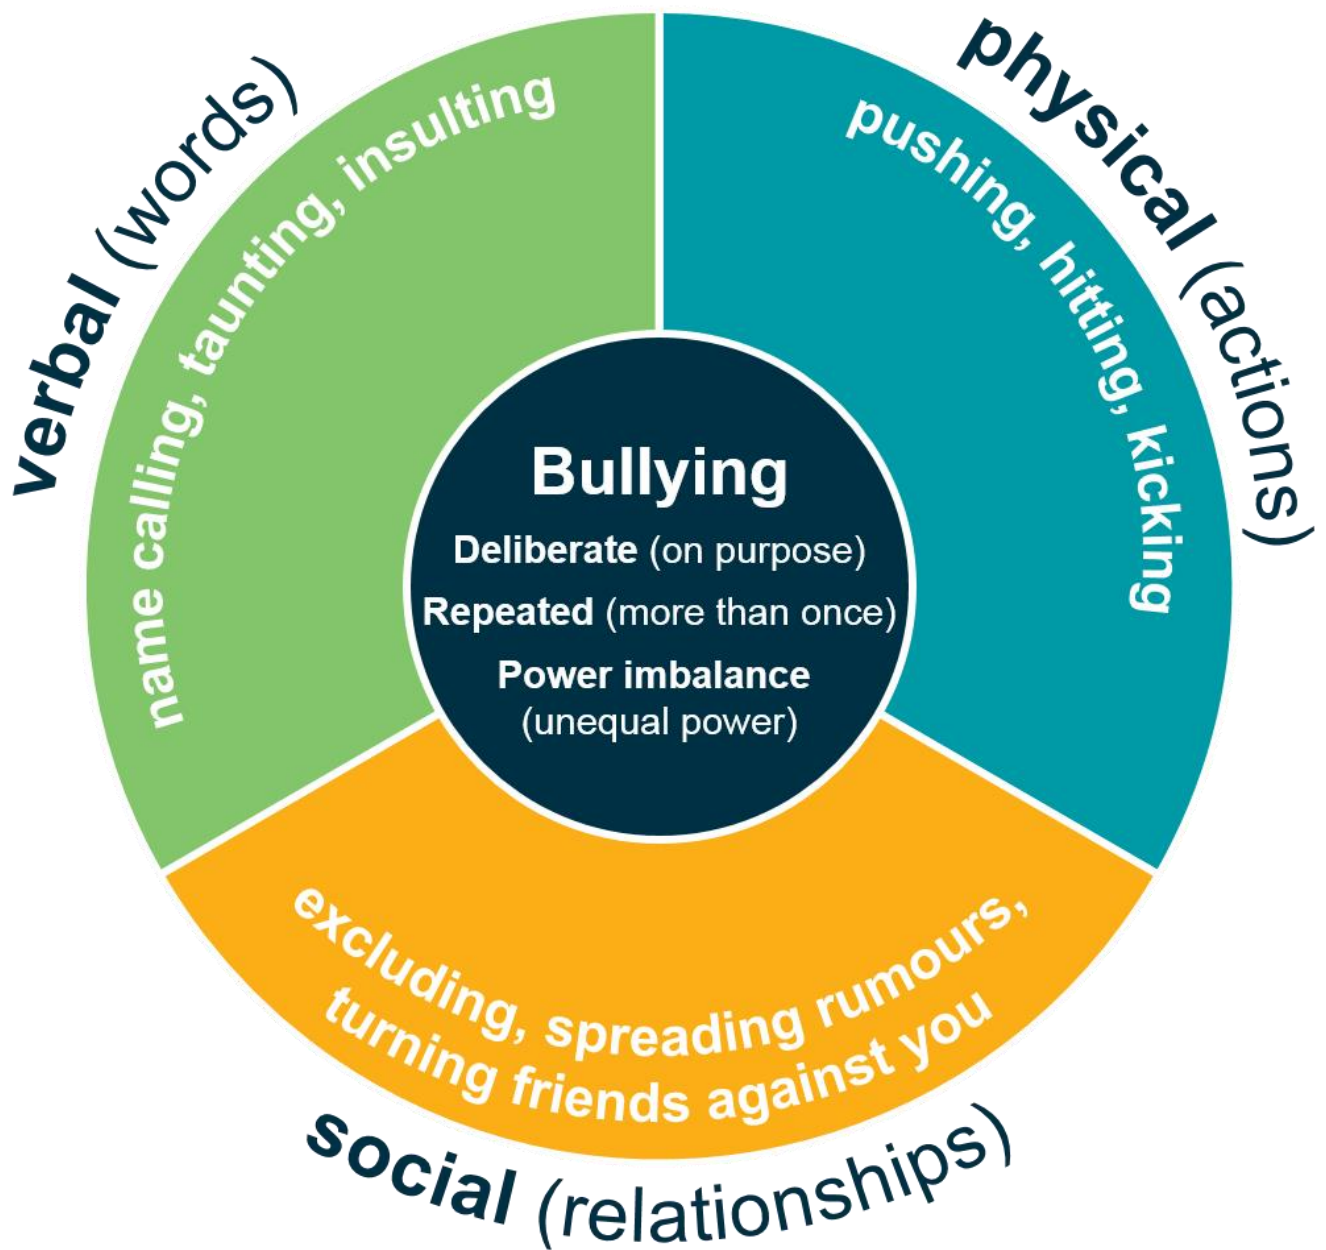 verbal (words)
name calling, taunting, insulting
physical (actions)
pushing, hitting, kicking
Bullying
Deliberate (on purpose)
Repeated (more than once)
Power imbalance
(unequal power)
excluding, spreading rumours,
turning friends against you
social (relationships)